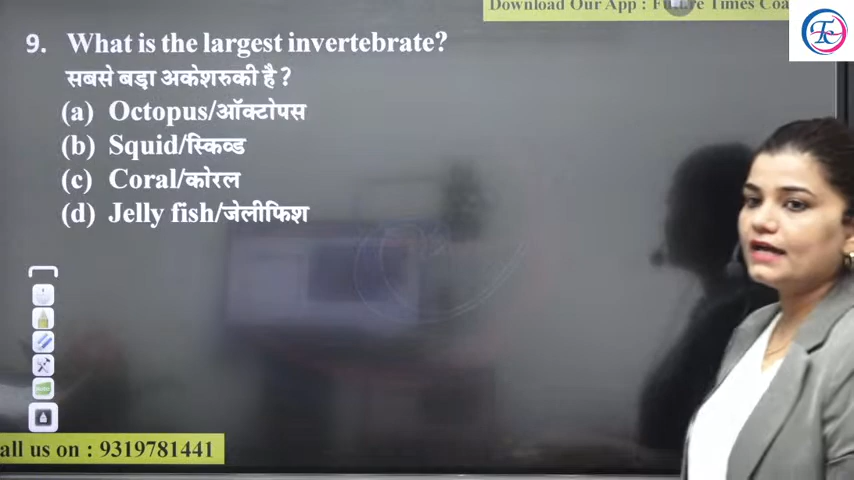 Download Our App : Future Times Coa
9. What is the largest invertebrate?
सबसे बड़ा अकेशरुकी है ?
(a) Octopus/ऑक्टोपस
(b) Squid/स्किव्ड
(c) Coral/कोरल
(d) Jelly fish/जेलीफिश
all us on : 9319781441